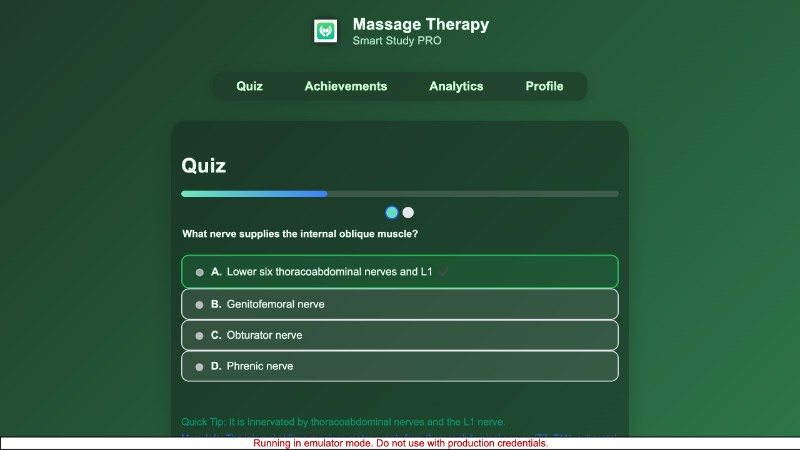 Massage Therapy
Smart Study PRO
Quiz
Achievements
Analytics
Profile
Quiz
What nerve supplies the internal oblique muscle?
A. Lower six thoracoabdominal nerves and L1 ✓
B. Genitofemoral nerve
C. Obturator nerve
D. Phrenic nerve
Quick Tip: It is innervated by thoracoabdominal nerves and the L1 nerve.
Running in emulator mode. Do not use with production credentials.